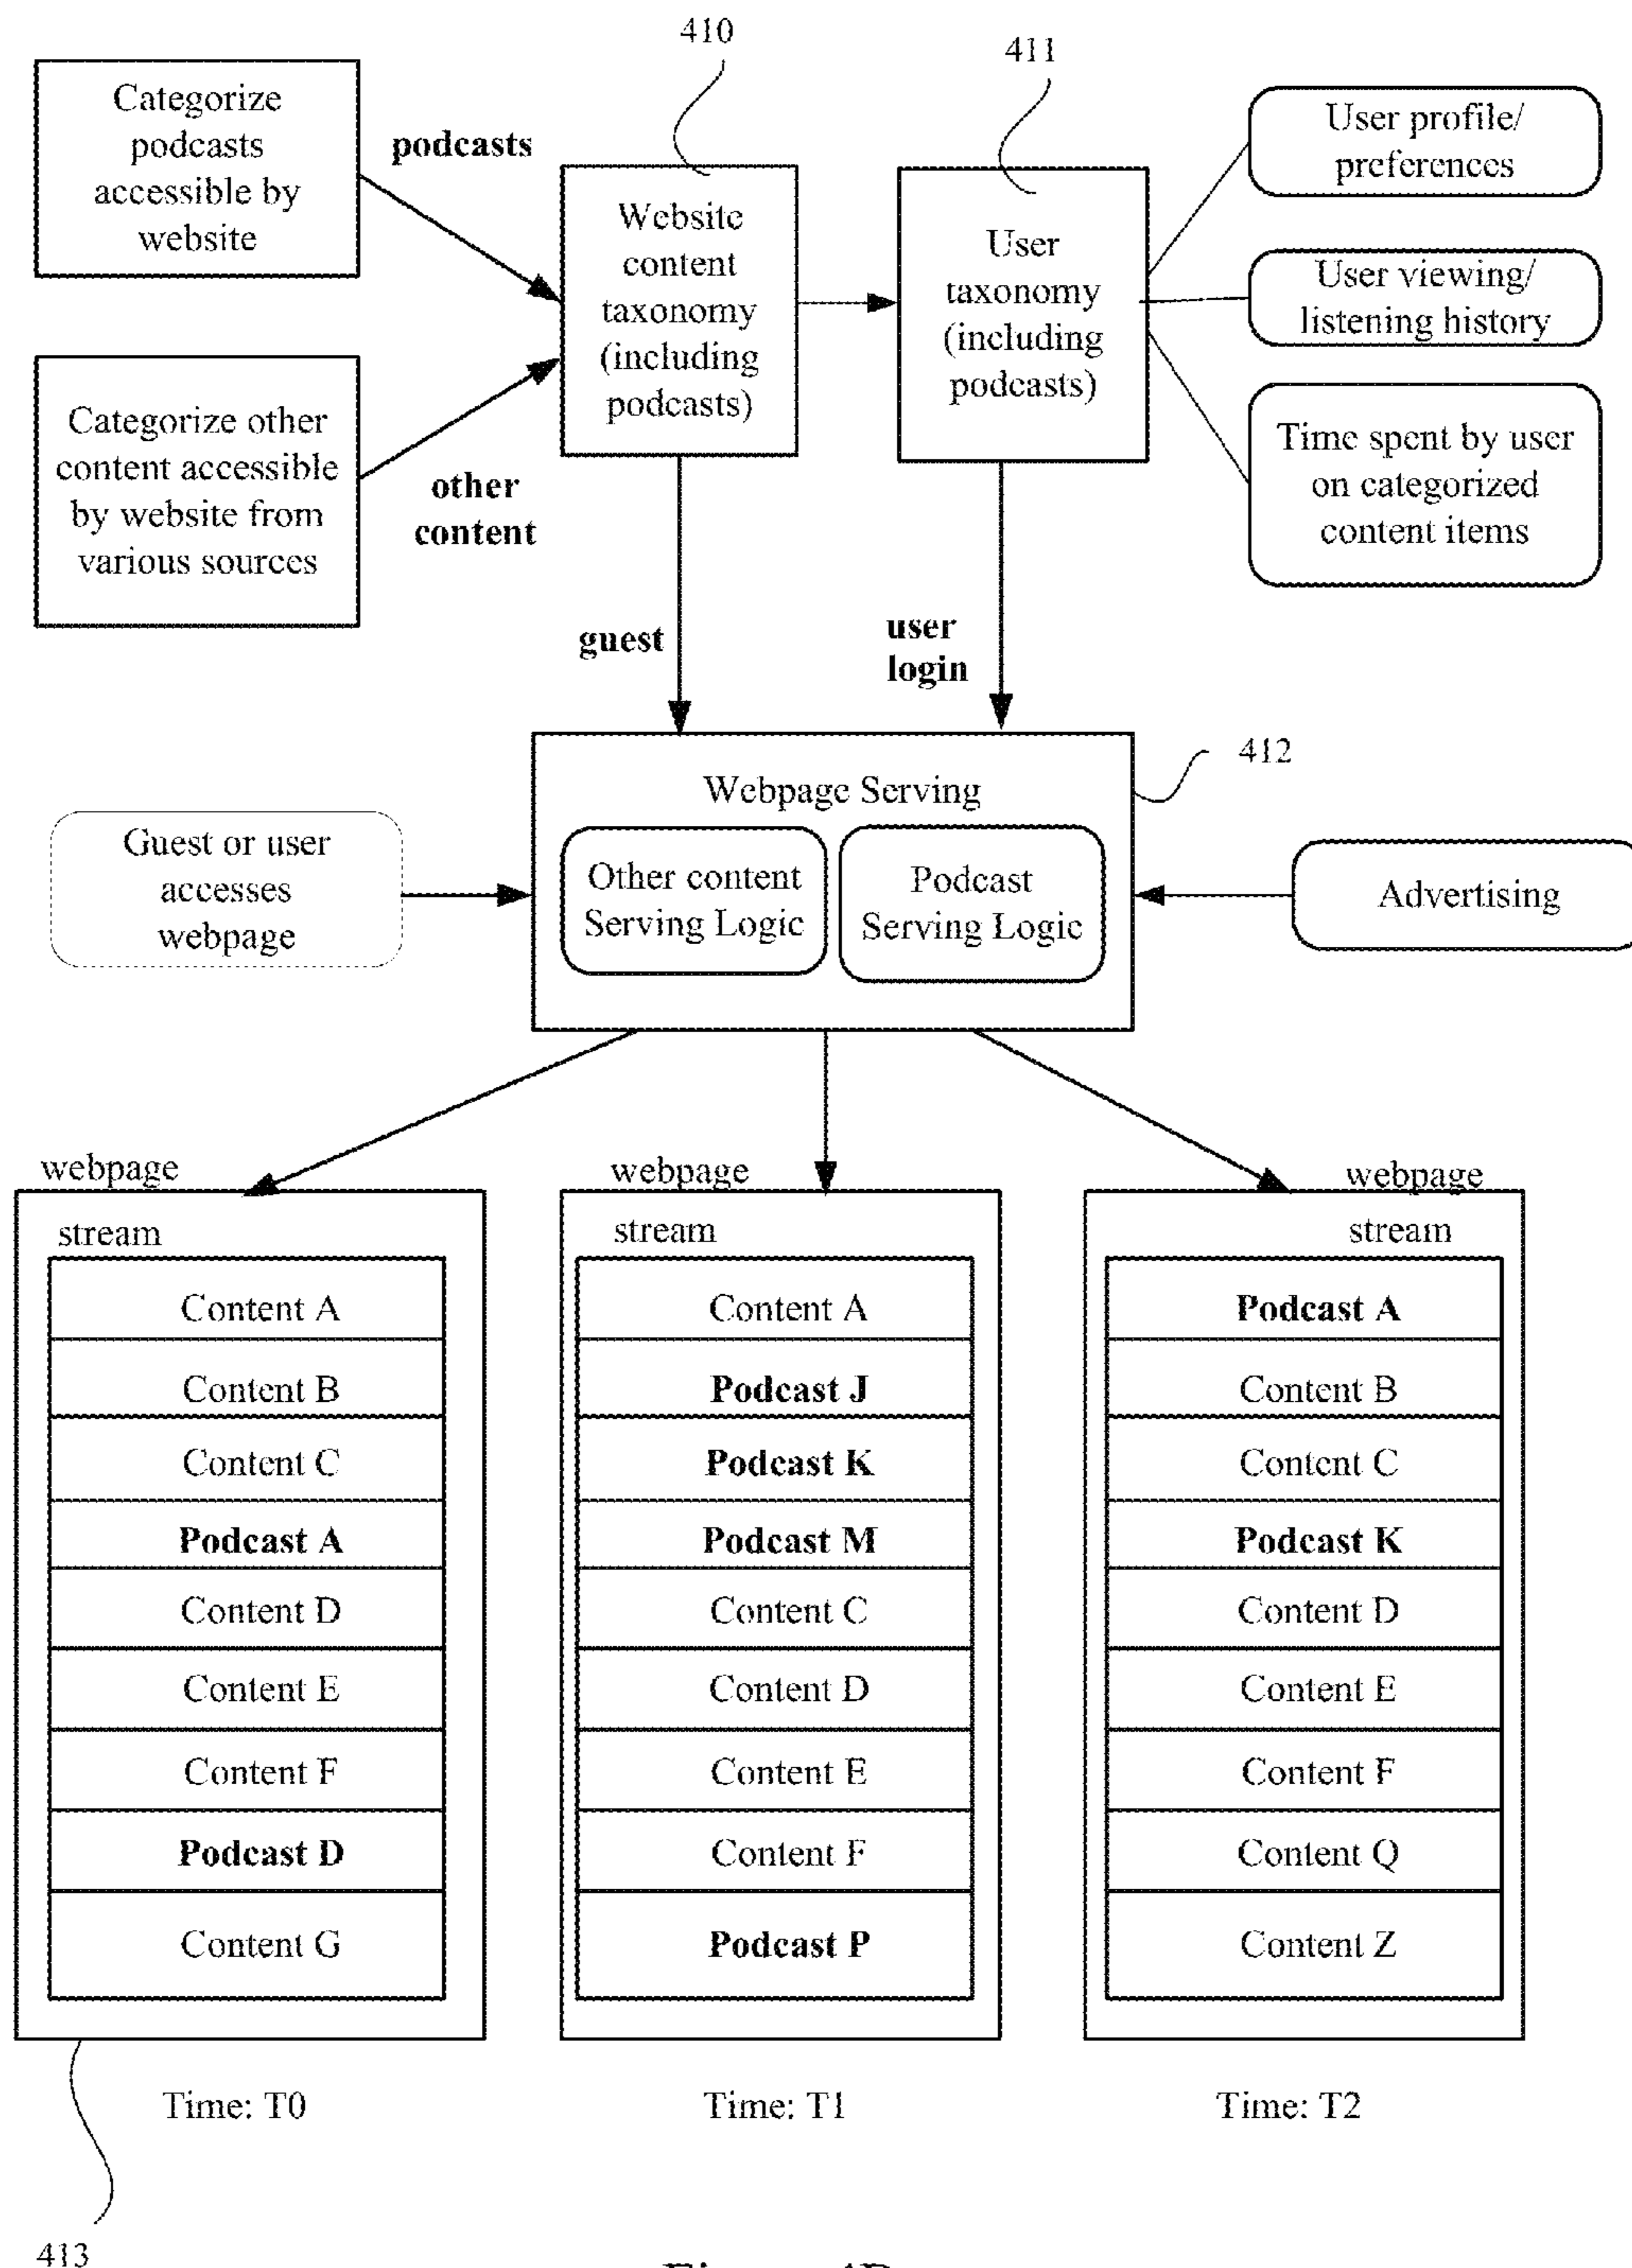 410
411
Categorize
podcasts
accessible by
website
podcasts
Website
content
taxonomy
(including
podcasts)
User
taxonomy
(including
podcasts)
User profile/
preferences
User viewing/
listening history
Time spent by user
on categorized
content items
Categorize other
content accessible
by website from
various sources
other
content
guest
user
login
412
Webpage Serving
Other content
Serving Logic
Podcast
Serving Logic
Guest or user
accesses
webpage
Advertising
webpage
stream
Content A
Content B
Content C
Podcast A
Content D
Content E
Content F
Podcast D
Content G
Time: T0
webpage
stream
Content A
Podcast J
Podcast K
Podcast M
Content C
Content D
Content E
Content F
Podcast P
Time: T1
webpage
stream
Podcast A
Content B
Content C
Podcast K
Content D
Content E
Content F
Content Q
Content Z
Time: T2
413